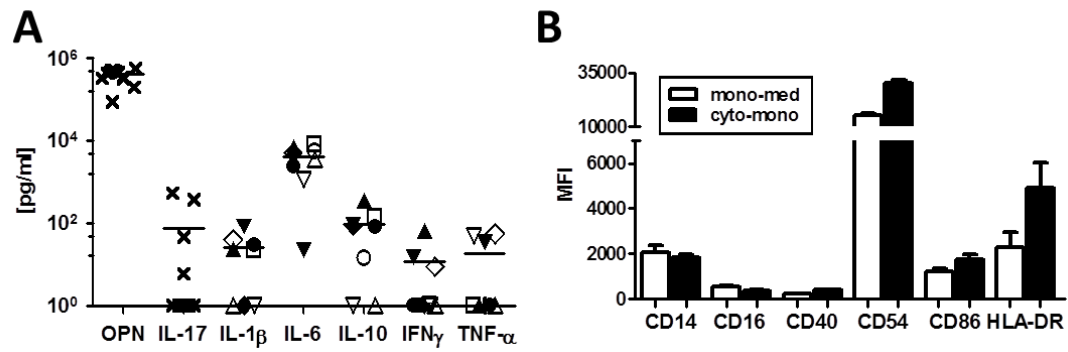 A
[pg/ml]
10⁶
10⁴
10²
10⁰
OPN IL-17 IL-1β IL-6 IL-10 IFNγ TNF-α
B
MFI
35000
10000
6000
4000
2000
0
mono-med
cyto-mono
CD14 CD16 CD40 CD54 CD86 HLA-DR